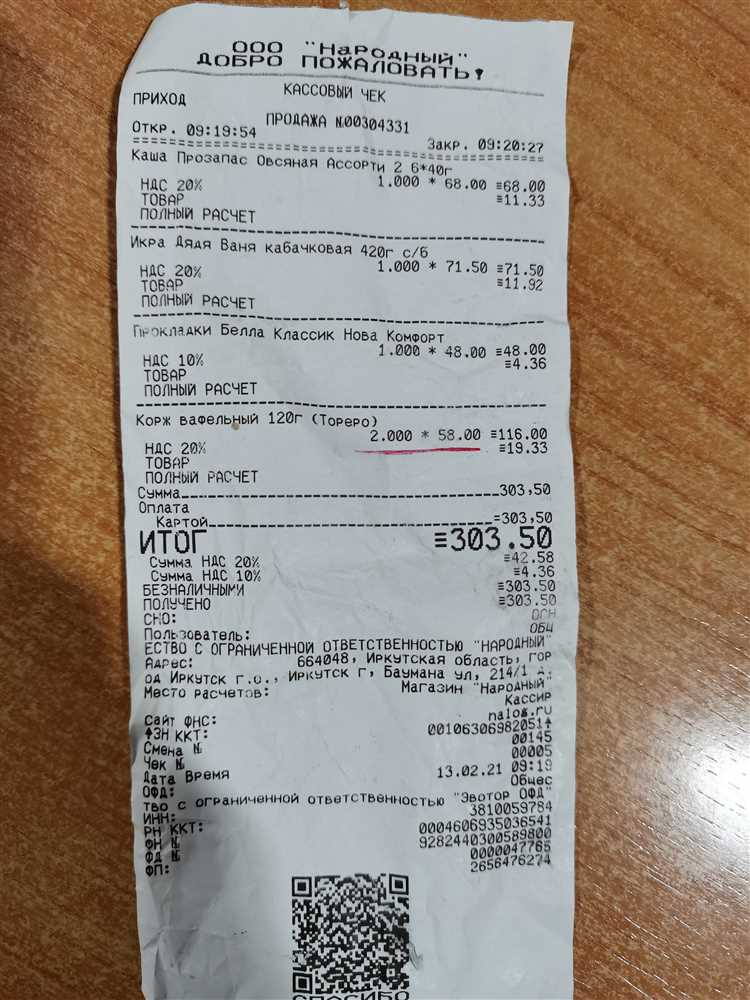 ООО "Народный"
ДОБРО ПОЖАЛОВАТЬ!
КАССОВЫЙ ЧЕК
ПРИХОД
ПРОДАЖА №00304331
Откр. 09:19:54 Закр. 09:20:27
Каша Прозапас Овсяная Ассорти 2 6*40г
1.000 * 68.00 ≡68.00
НДС 20% ≡11.33
ТОВАР
ПОЛНЫЙ РАСЧЕТ
Икра Дядя Ваня кабачковая 420г с/б
1.000 * 71.50 ≡71.50
НДС 20% ≡11.92
ТОВАР
ПОЛНЫЙ РАСЧЕТ
Прокладки Белла Классик Нова Комфорт
1.000 * 48.00 ≡48.00
НДС 10% ≡4.36
ТОВАР
ПОЛНЫЙ РАСЧЕТ
Корж вафельный 120г (Тореро)
2.000 * 58.00 ≡116.00
НДС 20% ≡19.33
ТОВАР
ПОЛНЫЙ РАСЧЕТ
Сумма 303,50
Оплата
Картой =303,50
ИТОГ ≡303.50
Сумма НДС 20% ≡42.58
Сумма НДС 10% ≡4.36
БЕЗНАЛИЧНЫМИ ≡303.50
ПОЛУЧЕНО ≡303.50
СНО: ОСН
Пользователь: ОБЩ
ЕСТВО С ОГРАНИЧЕННОЙ ОТВЕТСТВЕННОСТЬЮ "НАРОДНЫЙ"
Адрес: 664048, Иркутская область, гор
од Иркутск г.о., Иркутск г, Баумана ул, 214/1 д,
Место расчетов: Магазин "Народный"
Кассир
Сайт ФНС: nalog.ru
↑ЗН ККТ: 00106306982051↑
Смена № 00145
Чек № 00005
Дата Время 13.02.21 09:19
ОФД: Общес
тво с ограниченной ответственностью "Эвотор ОФД"
ИНН: 3810059784
РН ККТ: 0004606935036541
ФН № 9282440300589800
ФД № 0000047765
ФП: 2656476274
СПАСИБО